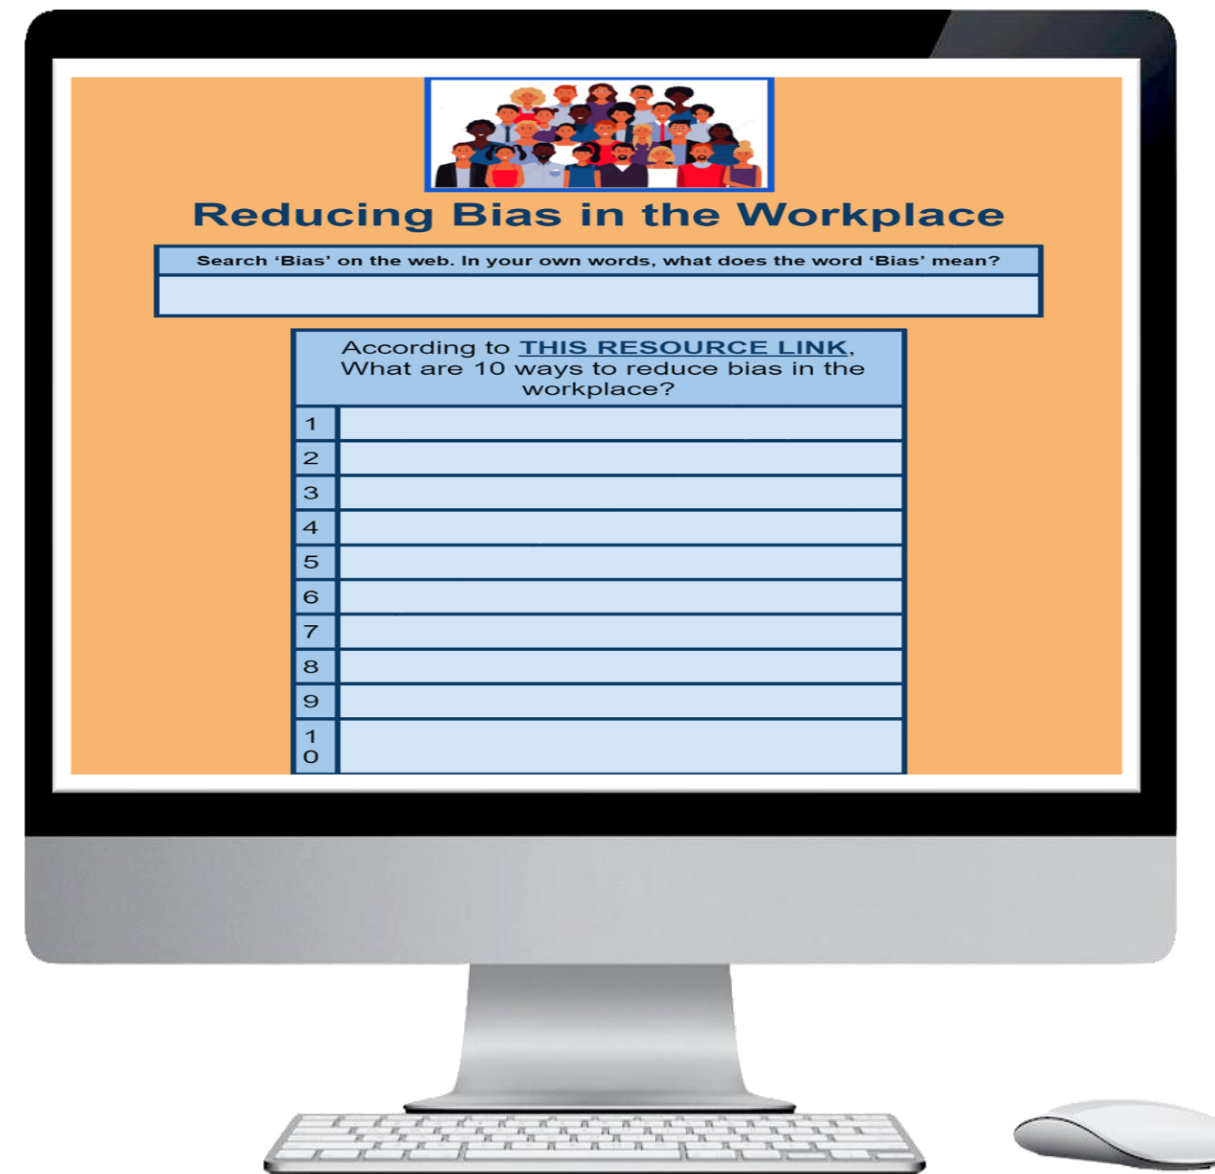 Reducing Bias in the Workplace
Search ‘Bias’ on the web. In your own words, what does the word ‘Bias’ mean?
According to THIS RESOURCE LINK,
What are 10 ways to reduce bias in the
workplace?
1
2
3
4
5
6
7
8
9
1
0